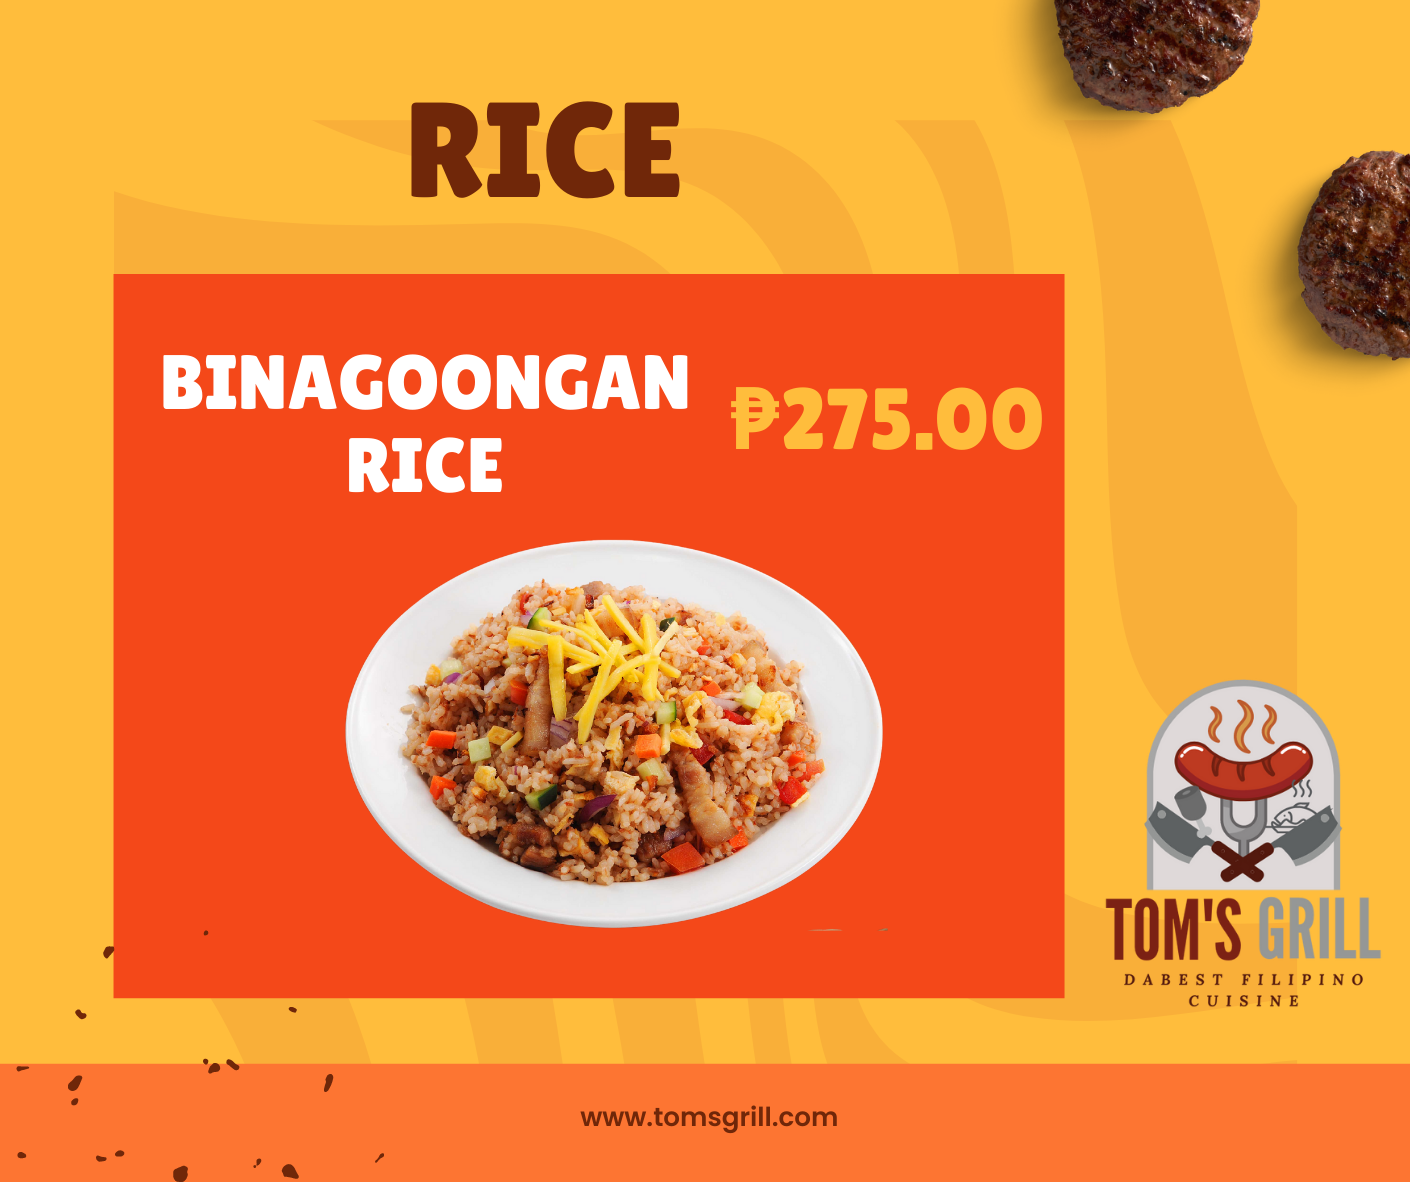 RICE
BINAGOONGAN
RICE
₱275.00
TOM'S GRILL
DABEST FILIPINO
CUISINE
www.tomsgrill.com